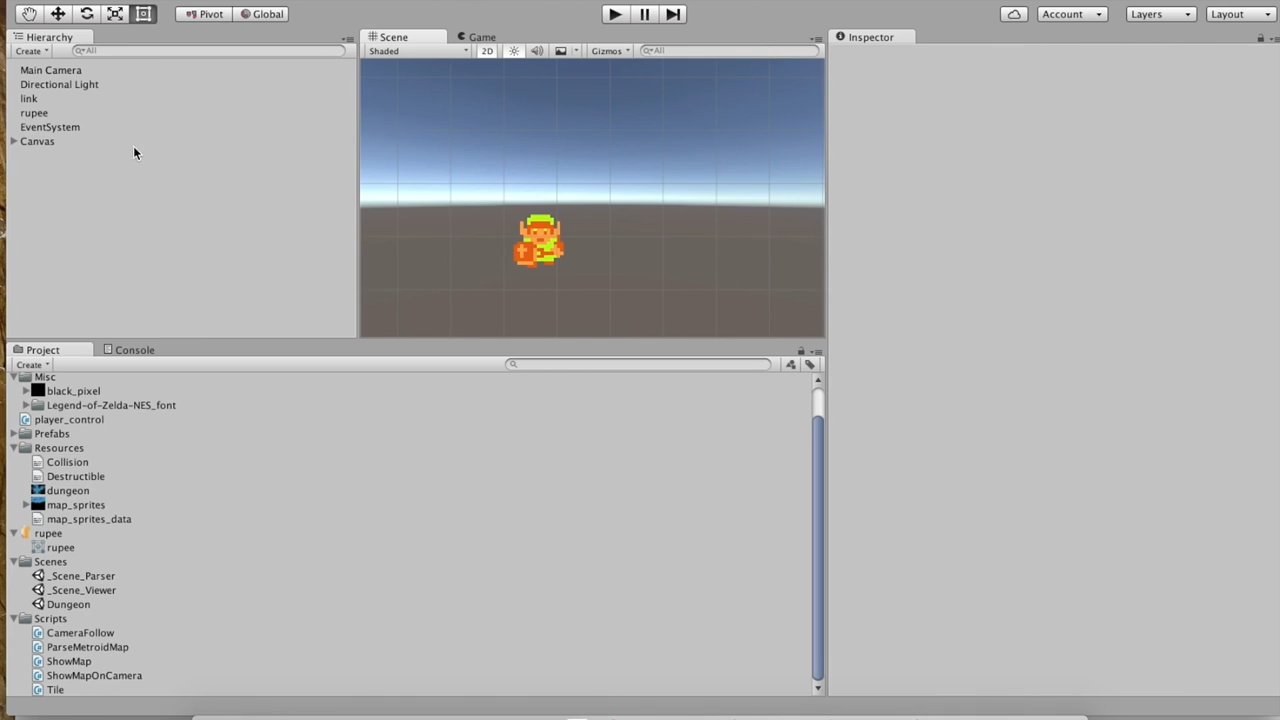 Pivot Global Account Layers Layout
Hierarchy Scene Game Inspector
Create All Shaded 2D Gizmos All
Main Camera
Directional Light
link
rupee
EventSystem
Canvas
Project Console
Create
Misc
black_pixel
Legend-of-Zelda-NES_font
player_control
Prefabs
Resources
Collision
Destructible
dungeon
map_sprites
map_sprites_data
rupee
rupee
Scenes
_Scene_Parser
_Scene_Viewer
Dungeon
Scripts
CameraFollow
ParseMetroidMap
ShowMap
ShowMapOnCamera
Tile